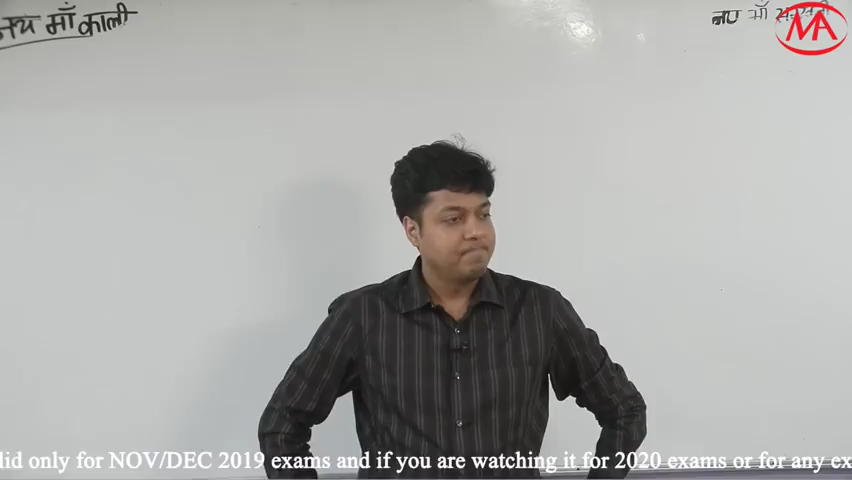 जय माँ काली
जय माँ
MA
lid only for NOV/DEC 2019 exams and if you are watching it for 2020 exams or for any ex